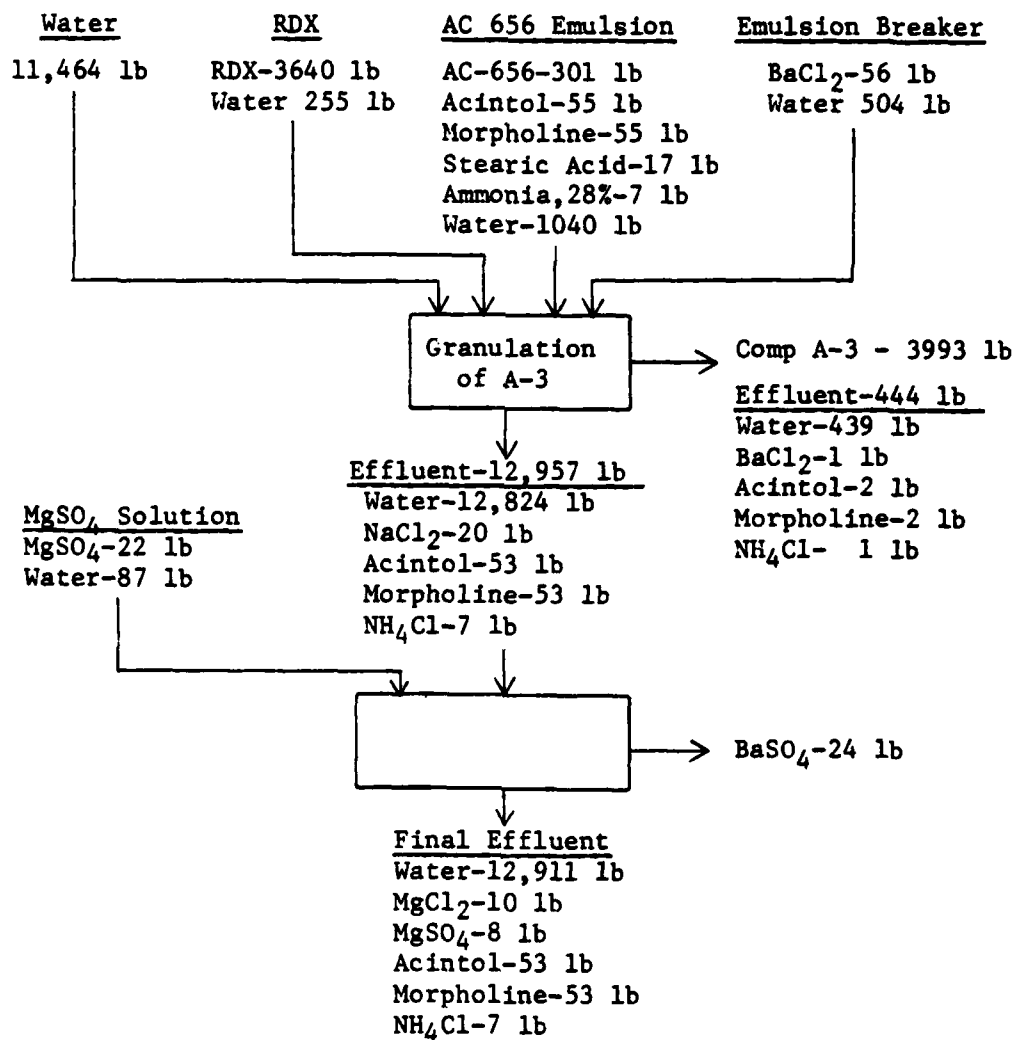 Water
11,464 lb
RDX
RDX-3640 lb
Water 255 lb
AC 656 Emulsion
AC-656-301 lb
Acintol-55 lb
Morpholine-55 lb
Stearic Acid-17 lb
Ammonia,28%-7 lb
Water-1040 lb
Emulsion Breaker
BaCl2-56 lb
Water 504 lb
Granulation
of A-3
Comp A-3 - 3993 lb
Effluent-444 lb
Water-439 lb
BaCl2-1 lb
Acintol-2 lb
Morpholine-2 lb
NH4Cl- 1 lb
Effluent-12,957 lb
Water-12,824 lb
NaCl2-20 lb
Acintol-53 lb
Morpholine-53 lb
NH4Cl-7 lb
MgSO4 Solution
MgSO4-22 lb
Water-87 lb
BaSO4-24 lb
Final Effluent
Water-12,911 lb
MgCl2-10 lb
MgSO4-8 lb
Acintol-53 lb
Morpholine-53 lb
NH4Cl-7 lb